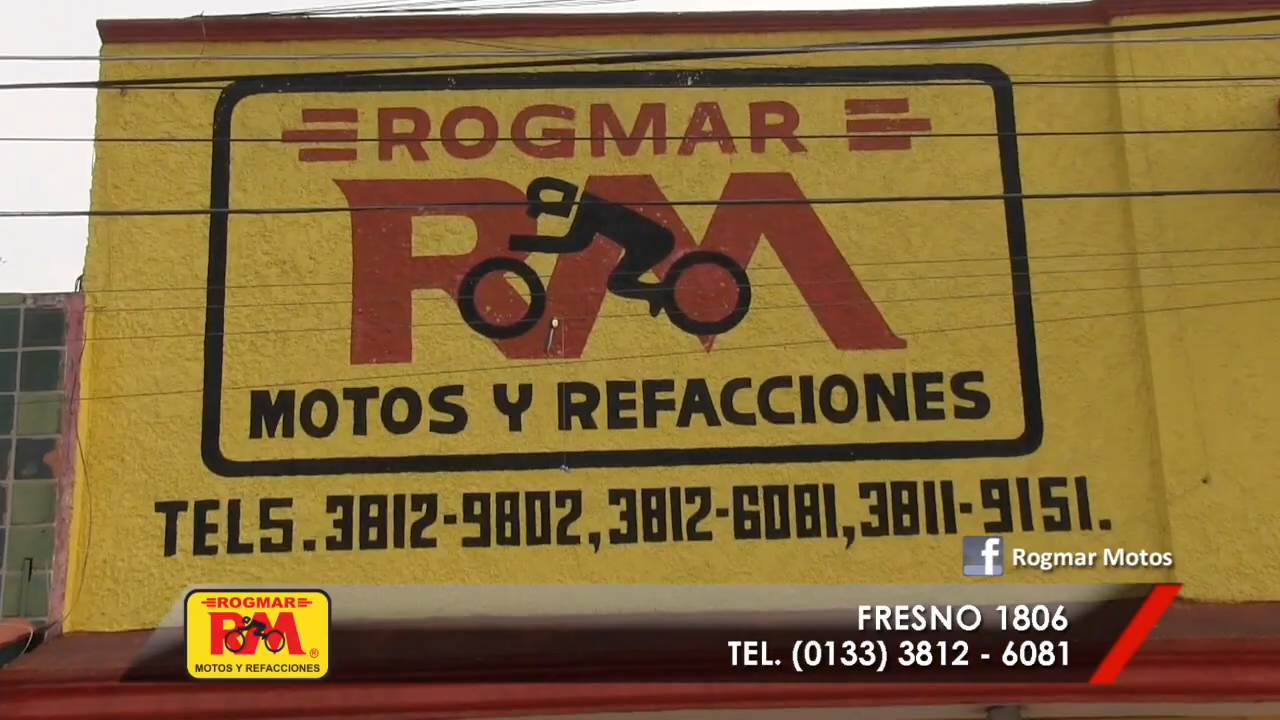 ROGMAR
RM
MOTOS Y REFACCIONES
TELS. 3812-9802, 3812-6081, 3811-9151.
f Rogmar Motos
ROGMAR
RM®
MOTOS Y REFACCIONES
FRESNO 1806
TEL. (0133) 3812 - 6081